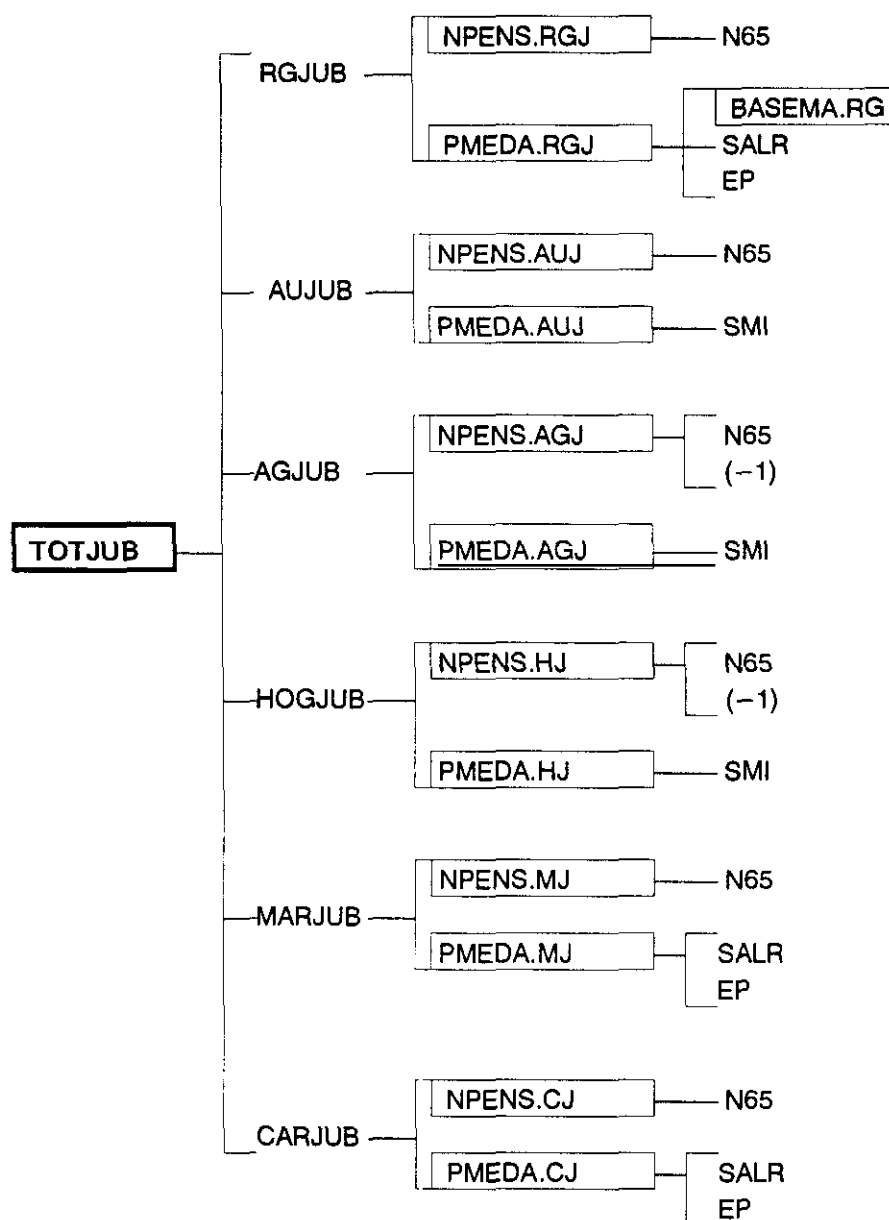 NPENS.RGJ N65
RGJUB
BASEMA.RG
PMEDA.RGJ SALR
EP
NPENS.AUJ N65
AUJUB
PMEDA.AUJ SMI
NPENS.AGJ N65
(−1)
AGJUB
TOTJUB
PMEDA.AGJ SMI
NPENS.HJ N65
(−1)
HOGJUB
PMEDA.HJ SMI
NPENS.MJ N65
MARJUB
PMEDA.MJ SALR
EP
NPENS.CJ N65
CARJUB
PMEDA.CJ SALR
EP